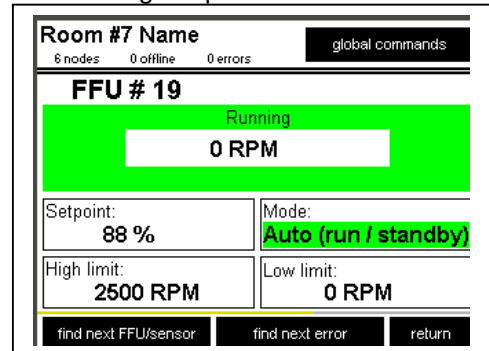 Room #7 Name
6 nodes 0 offline 0 errors
global commands
FFU # 19
Running
0 RPM
Setpoint:
88 %
Mode:
Auto (run / standby)
High limit:
2500 RPM
Low limit:
0 RPM
find next FFU/sensor find next error return